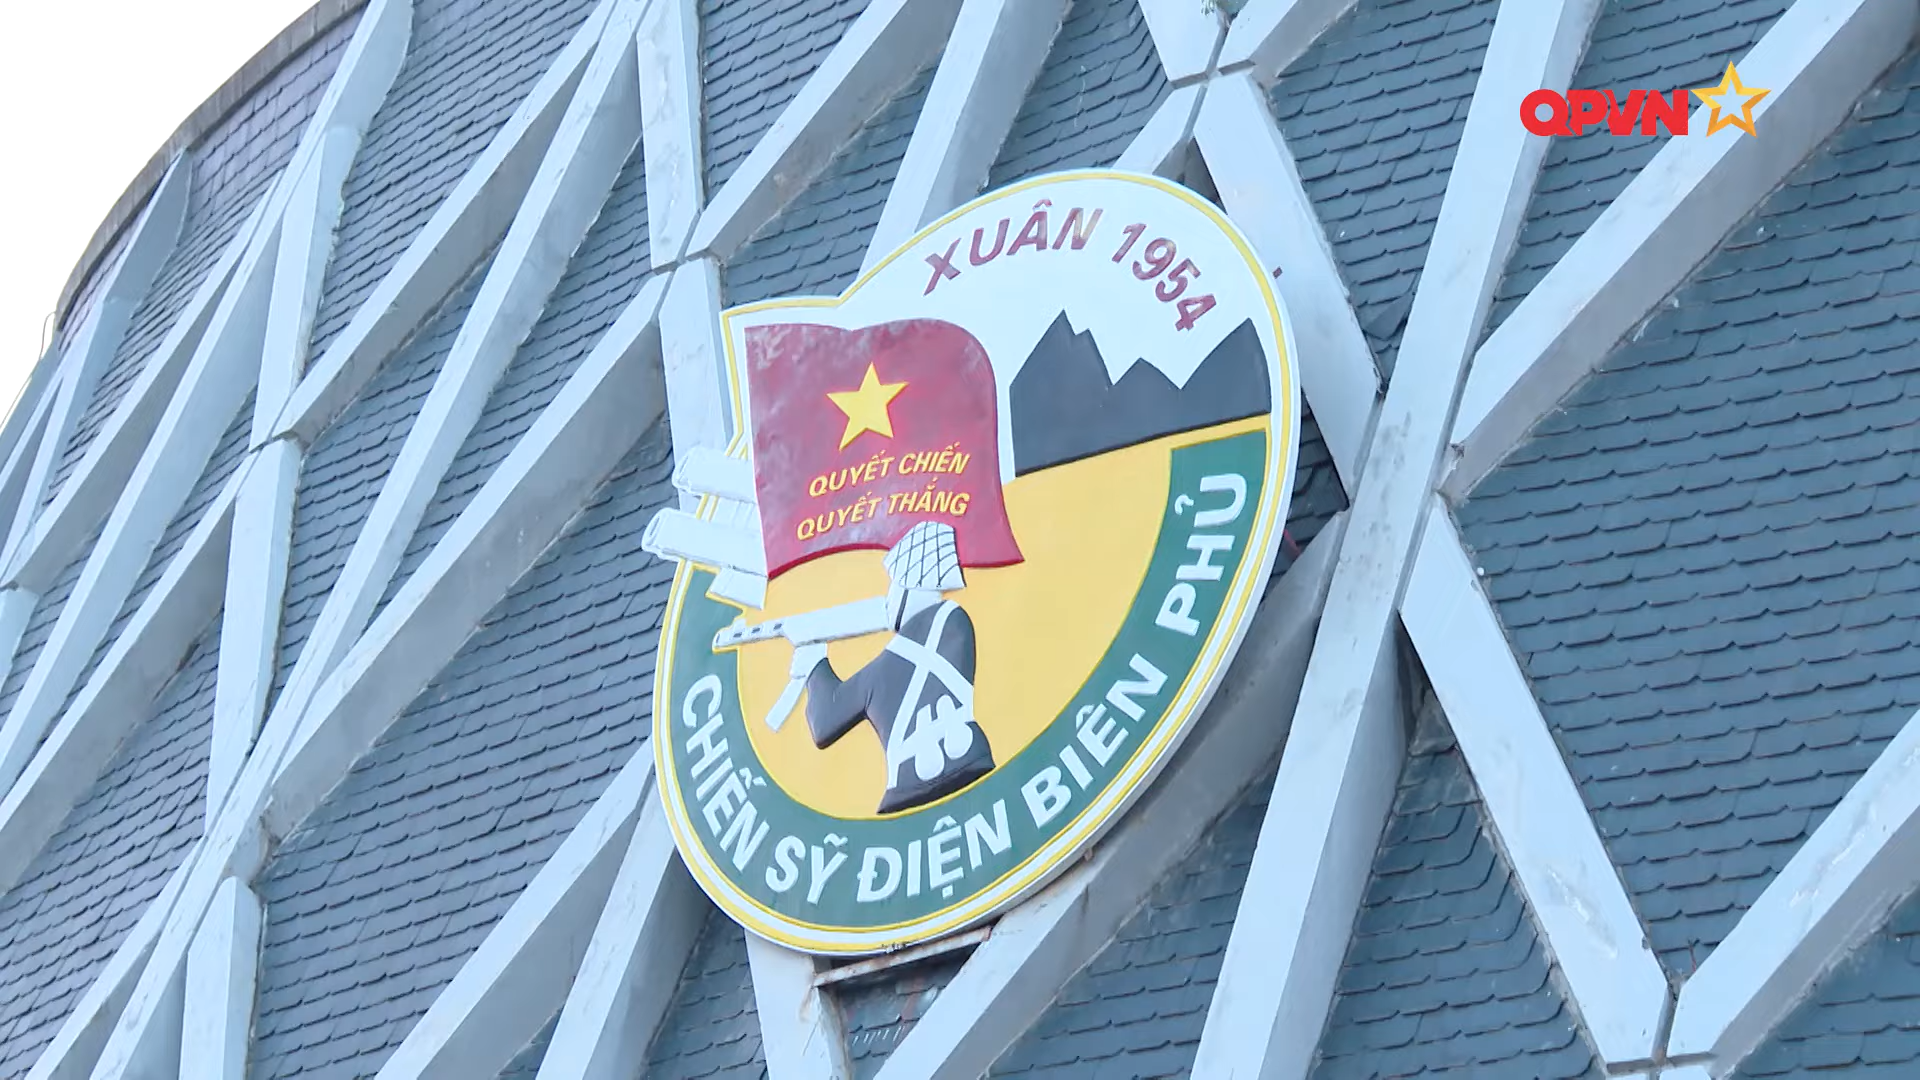 QPVN
XUÂN 1954
QUYẾT CHIẾN
QUYẾT THẮNG
CHIẾN SỸ ĐIỆN BIÊN PHỦ